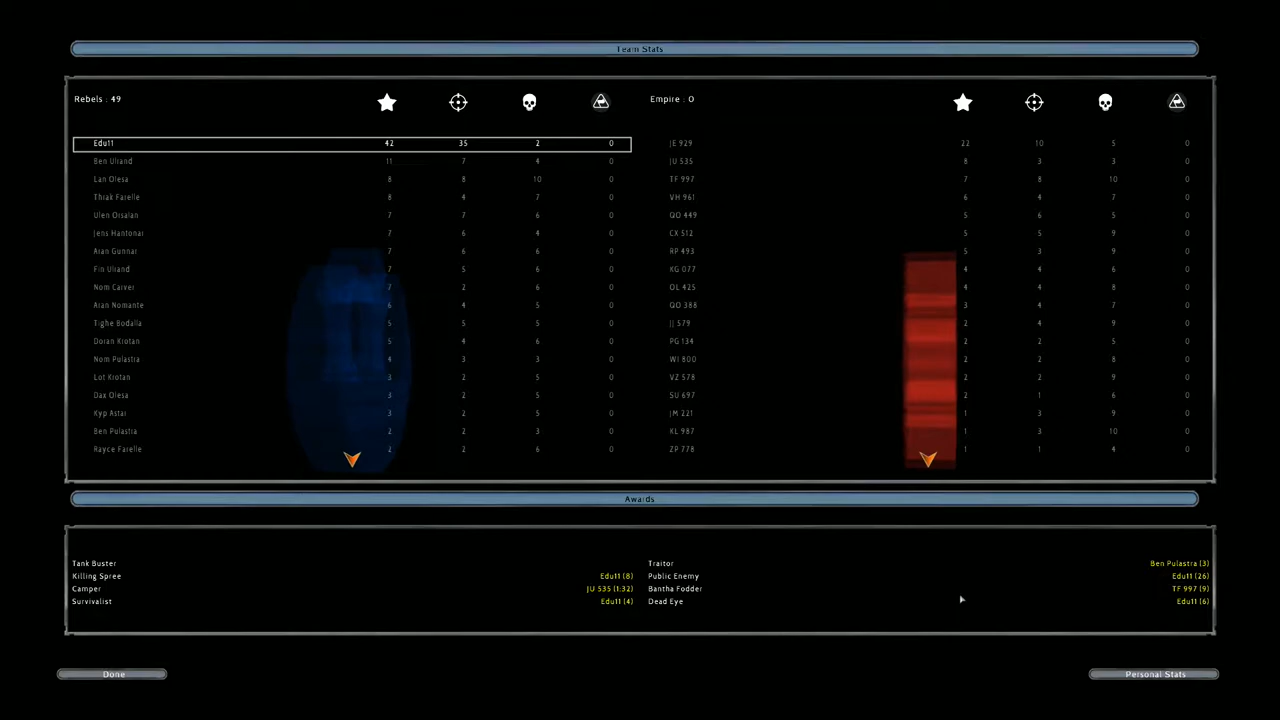 Team Stats
Rebels : 49
Empire : 0
Edu11 42 35 2 0
JE 929 22 10 5 0
Ben Ulrand 11 7 4 0
JU 535 8 3 3 0
Lan Olesa 8 8 10 0
TF 997 7 8 10 0
Thrak Farelle 8 4 7 0
VH 961 6 4 7 0
Ulen Orsalan 7 7 6 0
QO 449 5 6 5 0
Jens Hantonar 7 6 4 0
CX 512 5 5 9 0
Aran Gunnar 7 6 6 0
RP 493 5 3 9 0
Fin Ulrand 7 5 6 0
KG 077 4 4 6 0
Nom Carver 7 2 6 0
OL 425 4 4 8 0
Aran Nomante 6 4 5 0
QO 388 3 4 7 0
Tighe Bodalla 5 5 5 0
JJ 579 2 4 9 0
Doran Krotan 5 4 6 0
PG 134 2 2 5 0
Nom Pulastra 4 3 3 0
WI 800 2 2 8 0
Lot Krotan 3 2 5 0
VZ 578 2 2 9 0
Dax Olesa 3 2 5 0
SU 697 2 1 6 0
Kyp Astar 3 2 5 0
JM 221 1 3 9 0
Ben Pulastra 2 2 3 0
KL 987 1 3 10 0
Rayce Farelle 2 2 6 0
ZP 778 1 1 4 0
Awards
Tank Buster
Traitor Ben Pulastra (3)
Killing Spree Edu11 (8)
Public Enemy Edu11 (26)
Camper JU 535 (1:32)
Bantha Fodder TF 997 (9)
Survivalist Edu11 (4)
Dead Eye Edu11 (6)
Done
Personal Stats